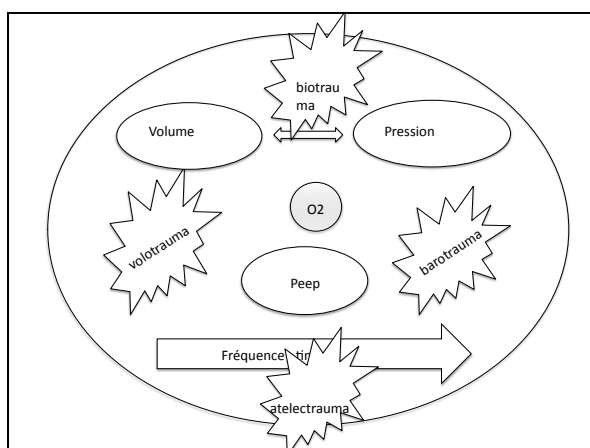 biotrau
ma
Volume
Pression
O2
volotrauma
barotrauma
Peep
Fréquence
atelectrauma